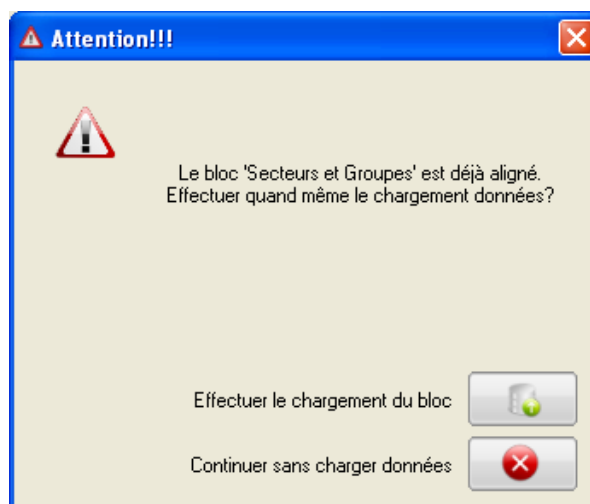 Attention!!!
Le bloc 'Secteurs et Groupes' est déjà aligné.
Effectuer quand même le chargement données?
Effectuer le chargement du bloc
Continuer sans charger données